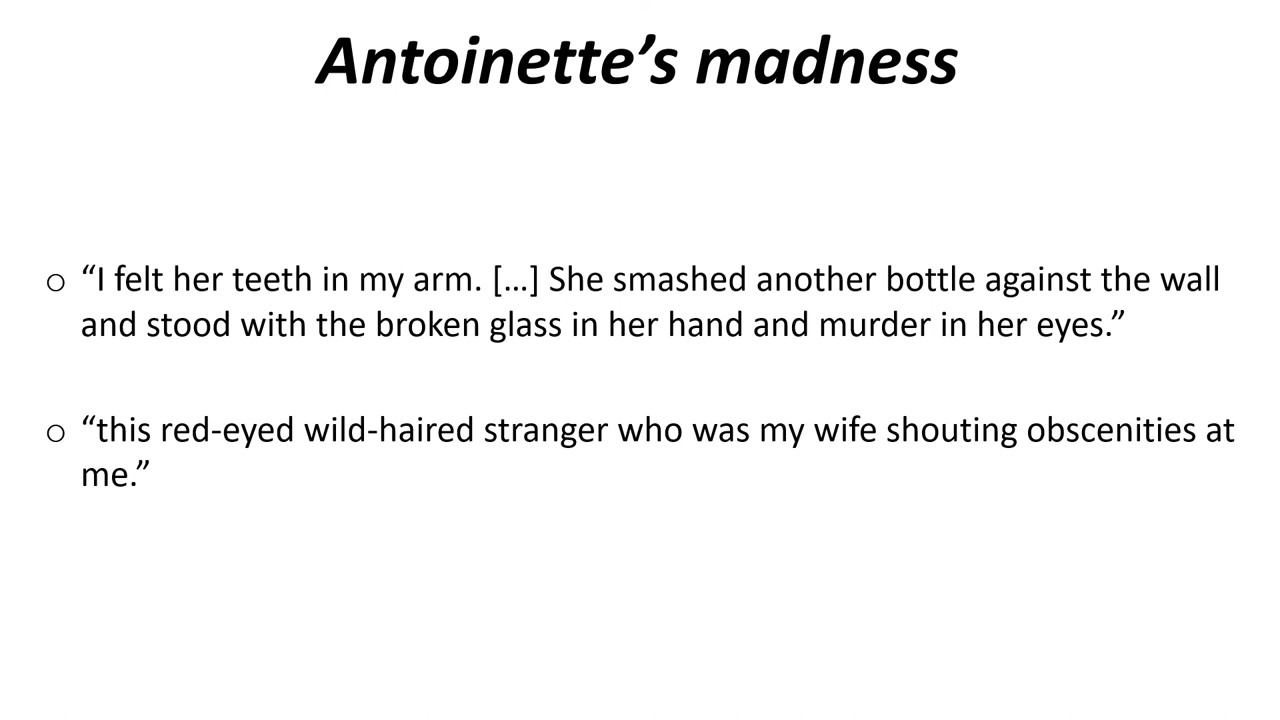 Antoinette’s madness
o “I felt her teeth in my arm. […] She smashed another bottle against the wall
and stood with the broken glass in her hand and murder in her eyes.”
o “this red-eyed wild-haired stranger who was my wife shouting obscenities at
me.”